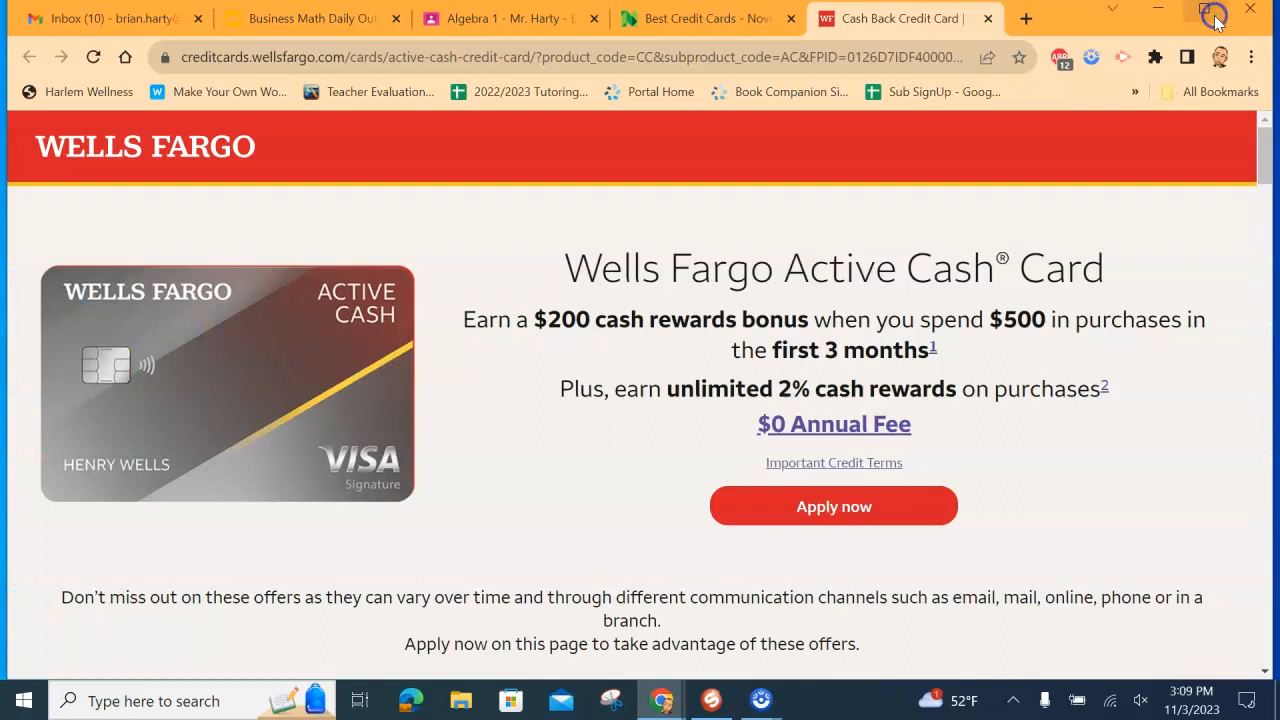 Inbox (10) - brian.harty@
Business Math Daily Out
Algebra 1 - Mr. Harty - E
Best Credit Cards - Nov
Cash Back Credit Card |
creditcards.wellsfargo.com/cards/active-cash-credit-card/?product_code=CC&subproduct_code=AC&FPID=0126D7IDF40000...
ABP
12
Harlem Wellness
Make Your Own Wo...
Teacher Evaluation...
2022/2023 Tutoring...
Portal Home
Book Companion Si...
Sub SignUp - Goog...
»
All Bookmarks
WELLS FARGO
WELLS FARGO
ACTIVE
CASH
HENRY WELLS
VISA
Signature
Wells Fargo Active Cash® Card
Earn a $200 cash rewards bonus when you spend $500 in purchases in
the first 3 months1
Plus, earn unlimited 2% cash rewards on purchases2
$0 Annual Fee
Important Credit Terms
Apply now
Don't miss out on these offers as they can vary over time and through different communication channels such as email, mail, online, phone or in a
branch.
Apply now on this page to take advantage of these offers.
Type here to search
1
52°F
3:09 PM
11/3/2023